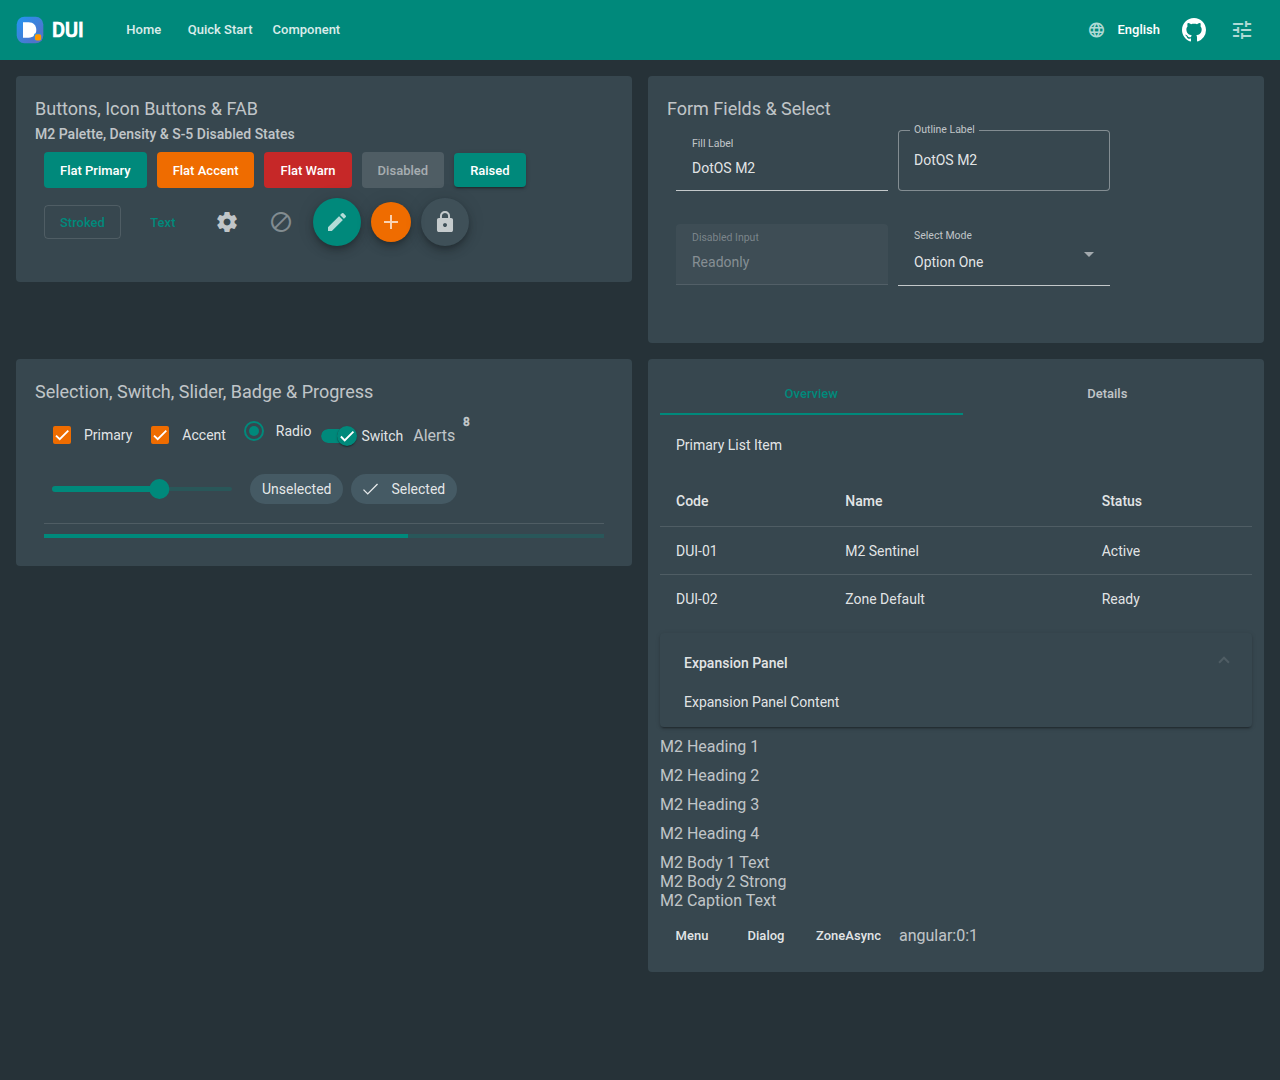 DUI
Home Quick Start Component English
Buttons, Icon Buttons & FAB
M2 Palette, Density & S-5 Disabled States
Flat Primary Flat Accent Flat Warn Disabled Raised
Stroked Text
Form Fields & Select
Fill Label
DotOS M2
Outline Label
DotOS M2
Disabled Input
Readonly
Select Mode
Option One
Selection, Switch, Slider, Badge & Progress
Primary Accent Radio Switch Alerts 8
Unselected Selected
Overview Details
Primary List Item
Code Name Status
DUI-01 M2 Sentinel Active
DUI-02 Zone Default Ready
Expansion Panel
Expansion Panel Content
M2 Heading 1
M2 Heading 2
M2 Heading 3
M2 Heading 4
M2 Body 1 Text
M2 Body 2 Strong
M2 Caption Text
Menu Dialog ZoneAsync angular:0:1